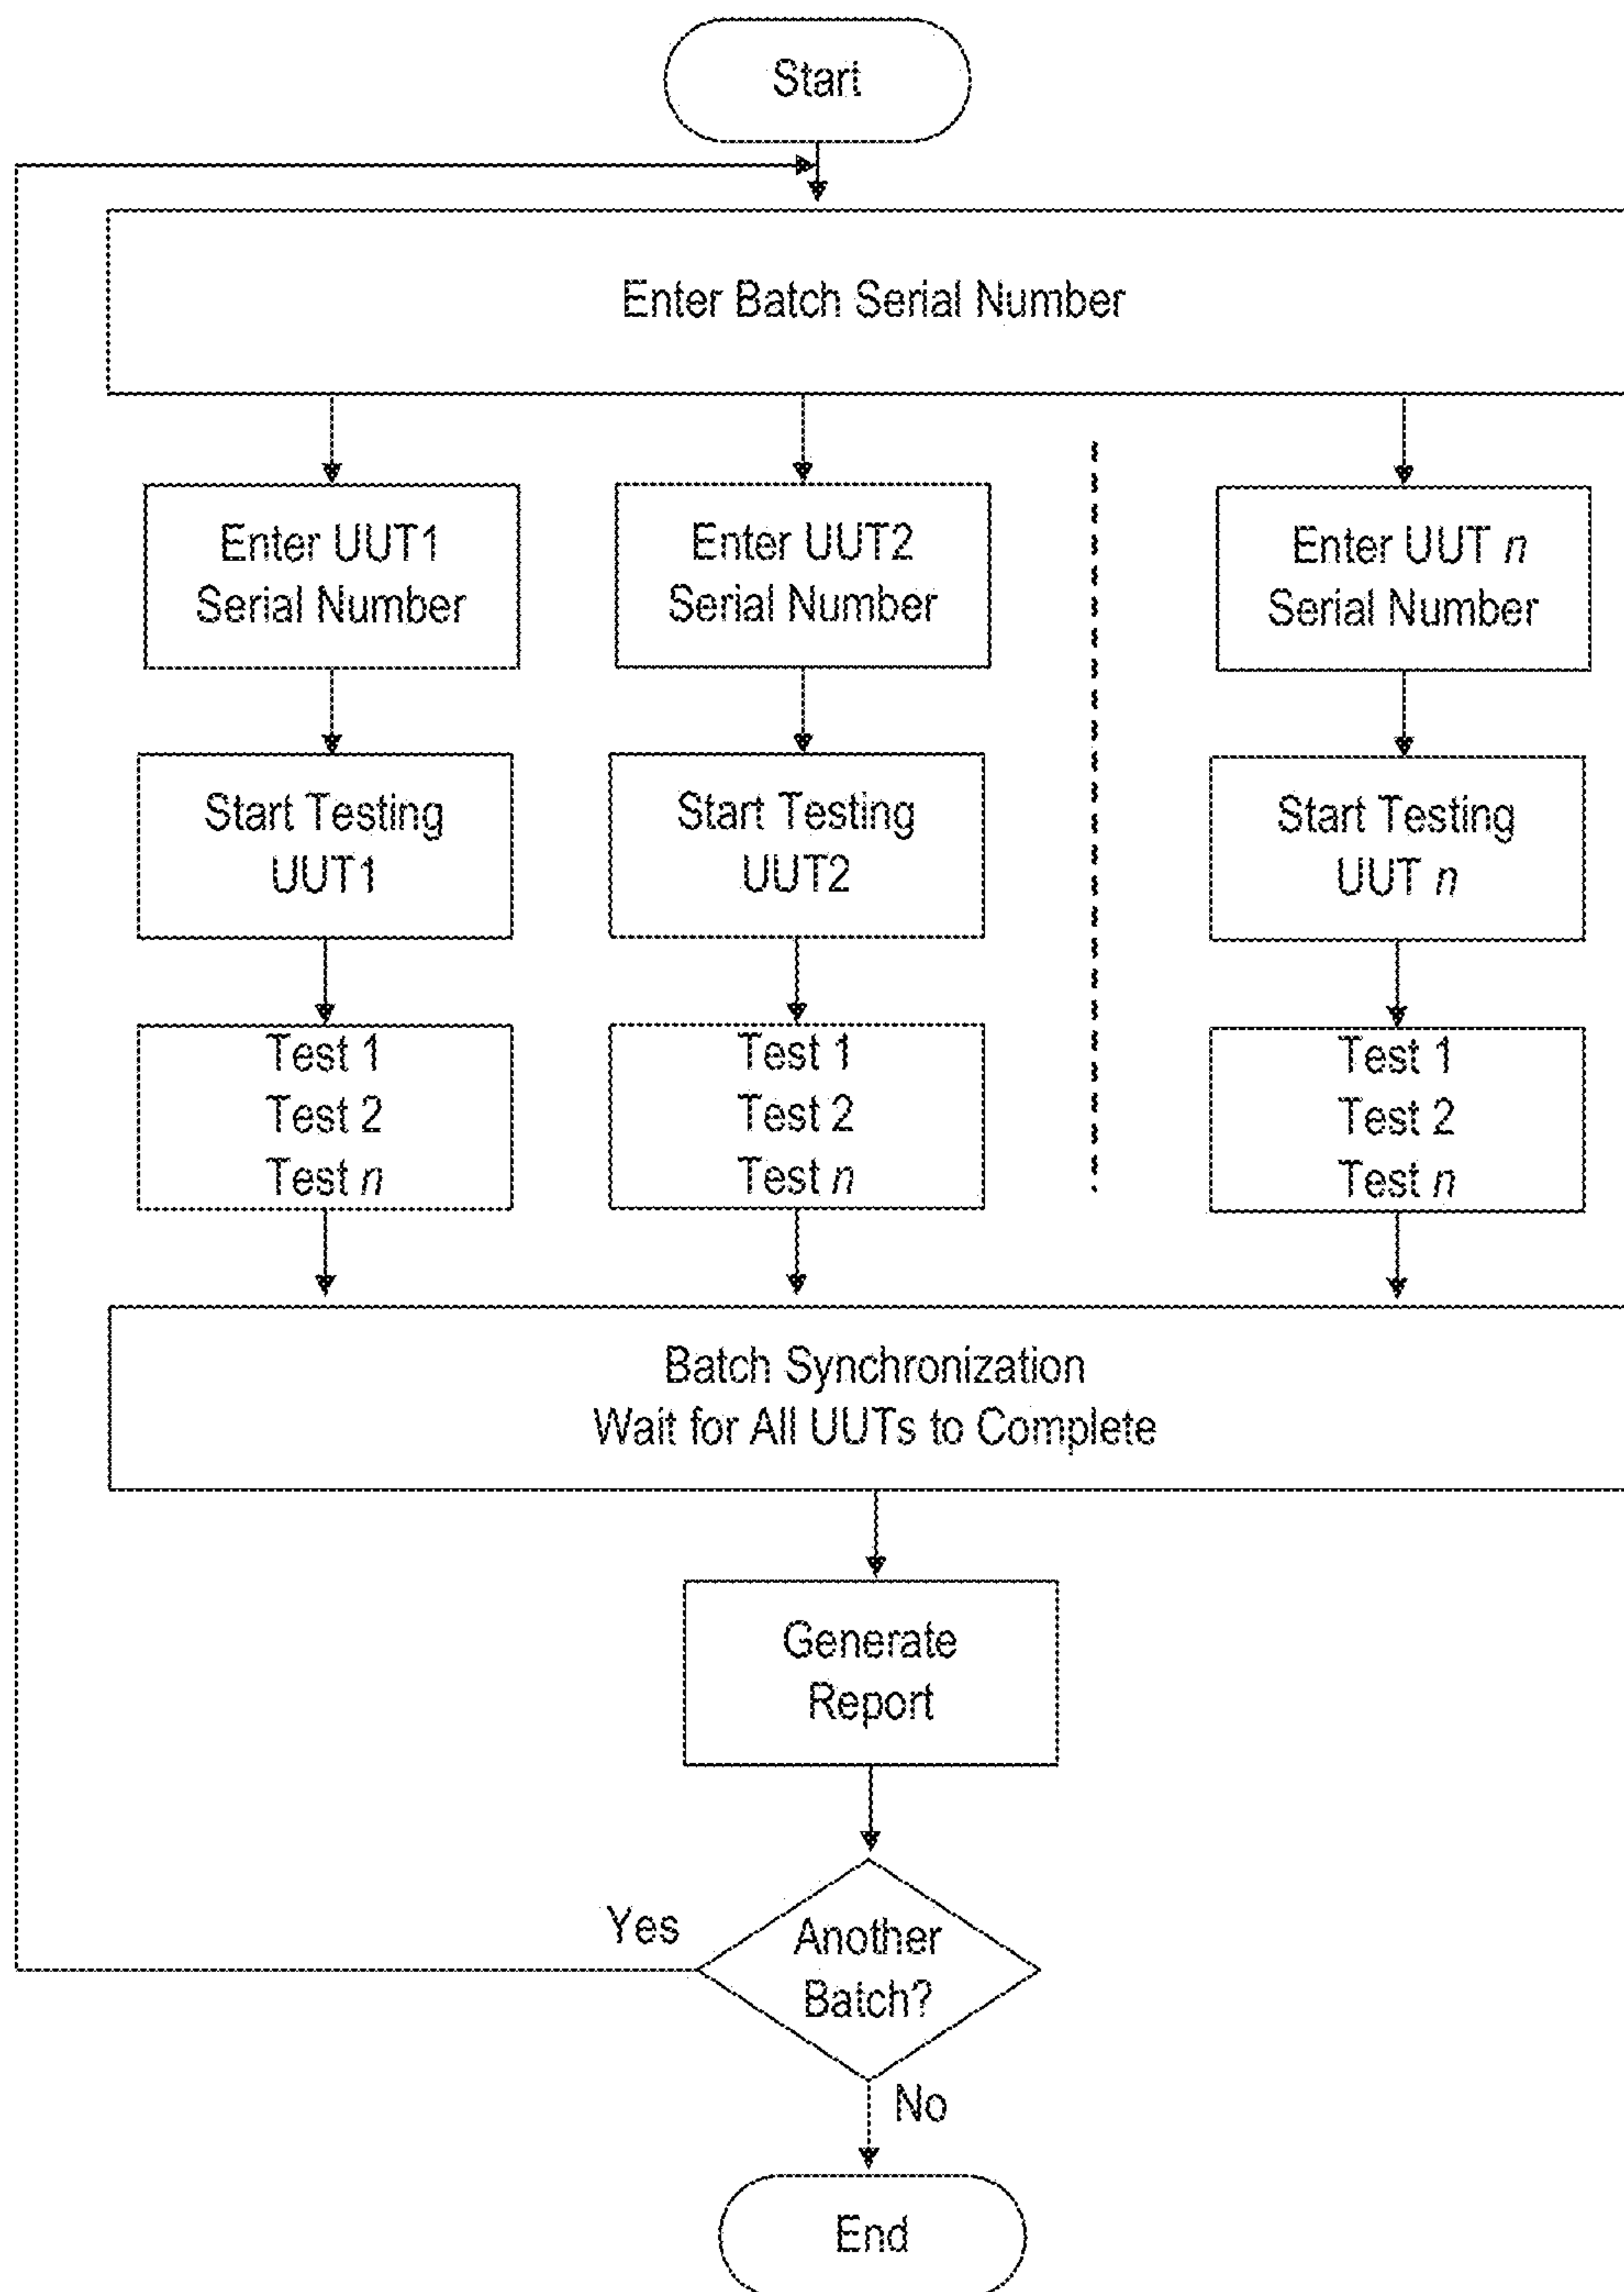 Start
Enter Batch Serial Number
Enter UUT1
Serial Number
Enter UUT2
Serial Number
Enter UUT n
Serial Number
Start Testing
UUT1
Start Testing
UUT2
Start Testing
UUT n
Test 1
Test 2
Test n
Test 1
Test 2
Test n
Test 1
Test 2
Test n
Batch Synchronization
Wait for All UUTs to Complete
Generate
Report
Another
Batch?
Yes
No
End